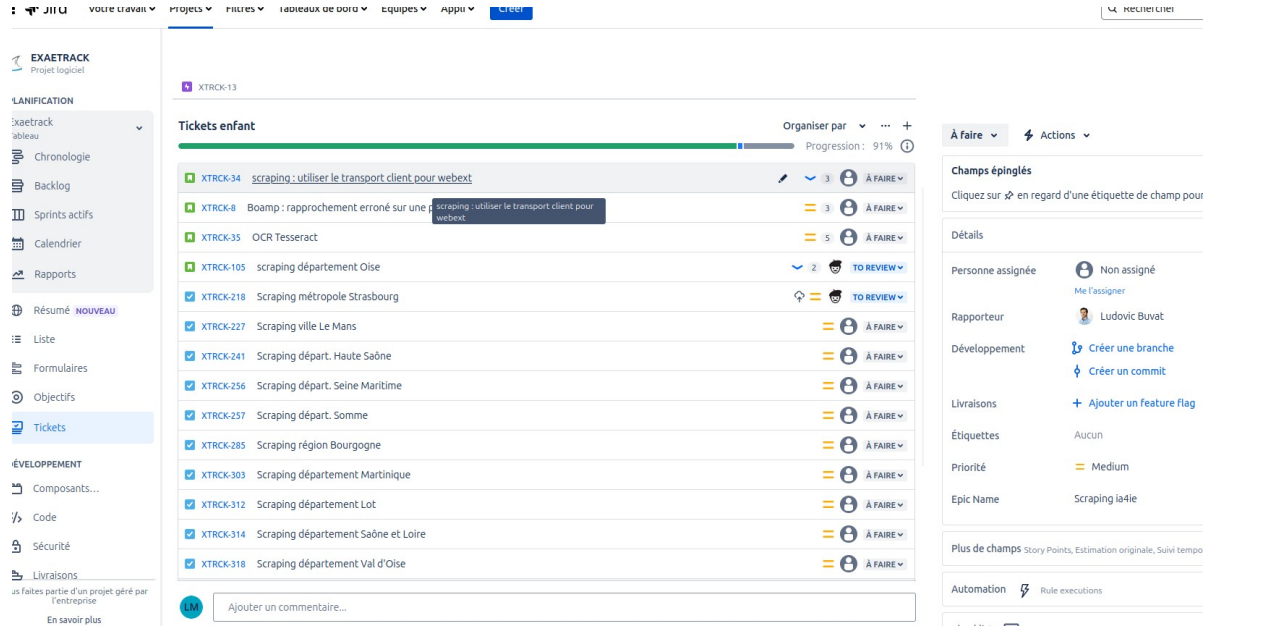 Jira Votre travail Projets Filtres Tableaux de bord Équipes Appli Créer Rechercher
EXAETRACK
Projet logiciel
PLANIFICATION
Exaetrack
Tableau
Chronologie
Backlog
Sprints actifs
Calendrier
Rapports
Résumé NOUVEAU
Liste
Formulaires
Objectifs
Tickets
DÉVELOPPEMENT
Composants...
Code
Sécurité
Livraisons
us faites partie d'un projet géré par
l'entreprise
En savoir plus
XTRCK-13
Tickets enfant Organiser par
Progression : 91%
XTRCK-34 scraping : utiliser le transport client pour webext 3 À FAIRE
XTRCK-8 Boamp : rapprochement erroné sur une 3 À FAIRE
scraping : utiliser le transport client pour
webext
XTRCK-35 OCR Tesseract 5 À FAIRE
XTRCK-105 scraping département Oise 2 TO REVIEW
XTRCK-218 Scraping métropole Strasbourg TO REVIEW
XTRCK-227 Scraping ville Le Mans À FAIRE
XTRCK-241 Scraping départ. Haute Saône À FAIRE
XTRCK-256 Scraping départ. Seine Maritime À FAIRE
XTRCK-257 Scraping départ. Somme À FAIRE
XTRCK-285 Scraping région Bourgogne À FAIRE
XTRCK-303 Scraping département Martinique À FAIRE
XTRCK-312 Scraping département Lot À FAIRE
XTRCK-314 Scraping département Saône et Loire À FAIRE
XTRCK-318 Scraping département Val d'Oise À FAIRE
LM Ajouter un commentaire...
À faire Actions
Champs épinglés
Cliquez sur en regard d'une étiquette de champ pour
Détails
Personne assignée Non assigné
Me l'assigner
Rapporteur Ludovic Buvat
Développement Créer une branche
Créer un commit
Livraisons + Ajouter un feature flag
Étiquettes Aucun
Priorité Medium
Epic Name Scraping ia4ie
Plus de champs Story Points, Estimation originale, Suivi tempo
Automation Rule executions